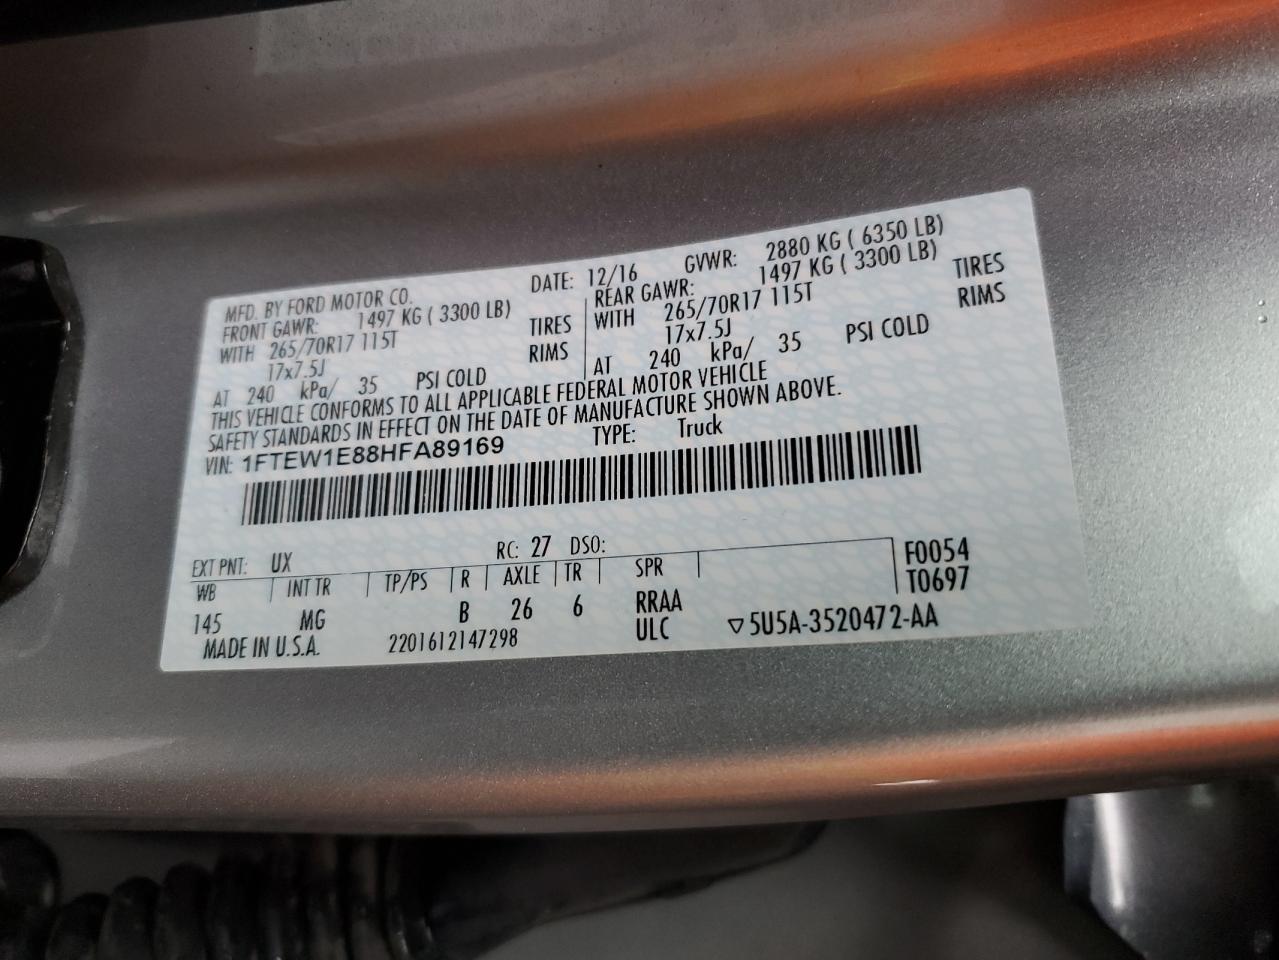 MFD. BY FORD MOTOR CO. DATE: 12/16 GVWR: 2880 KG ( 6350 LB)
FRONT GAWR: 1497 KG ( 3300 LB) REAR GAWR: 1497 KG ( 3300 LB)
WITH 265/70R17 115T TIRES WITH 265/70R17 115T TIRES
17x7.5J RIMS 17x7.5J RIMS
AT 240 kPa/ 35 PSI COLD AT 240 kPa/ 35 PSI COLD
THIS VEHICLE CONFORMS TO ALL APPLICABLE FEDERAL MOTOR VEHICLE
SAFETY STANDARDS IN EFFECT ON THE DATE OF MANUFACTURE SHOWN ABOVE.
VIN: 1FTEW1E88HFA89169 TYPE: Truck
EXT PNT: UX RC: 27 DSO: F0054
WB INT TR TP/PS R AXLE TR SPR T0697
145 MG B 26 6 RRAA
MADE IN U.S.A. 2201612147298 ULC ▽5U5A-3520472-AA